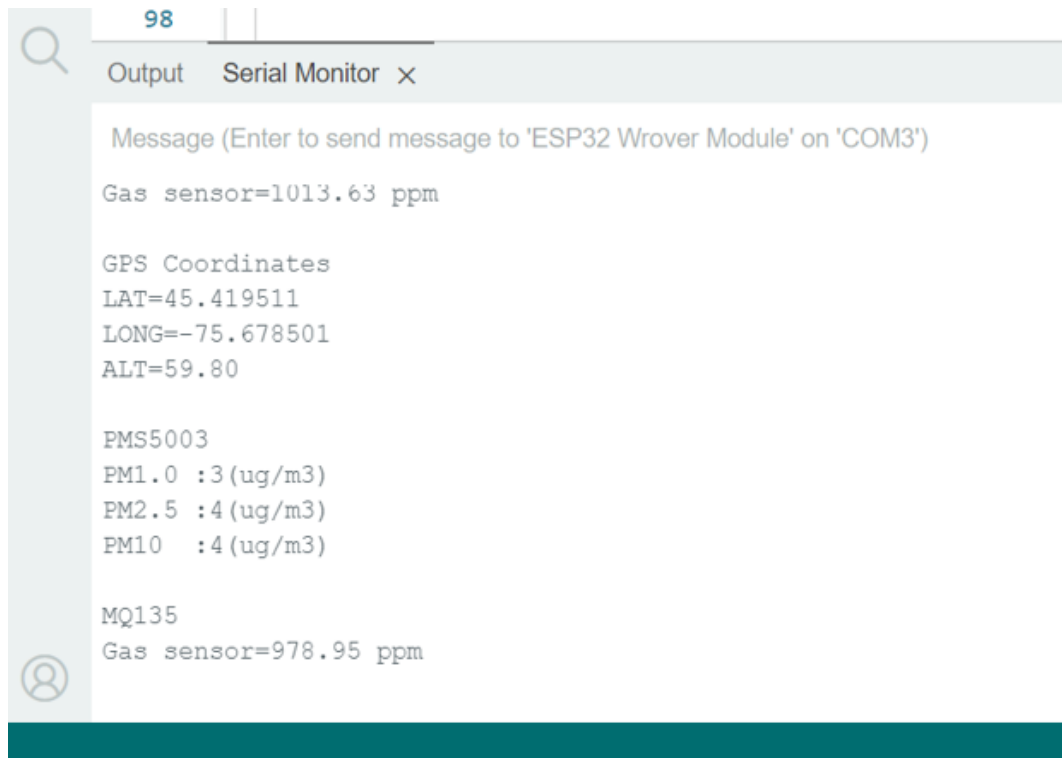 98
Output Serial Monitor ×
Message (Enter to send message to 'ESP32 Wrover Module' on 'COM3')
Gas sensor=1013.63 ppm
GPS Coordinates
LAT=45.419511
LONG=-75.678501
ALT=59.80
PMS5003
PM1.0 :3(ug/m3)
PM2.5 :4(ug/m3)
PM10  :4(ug/m3)
MQ135
Gas sensor=978.95 ppm